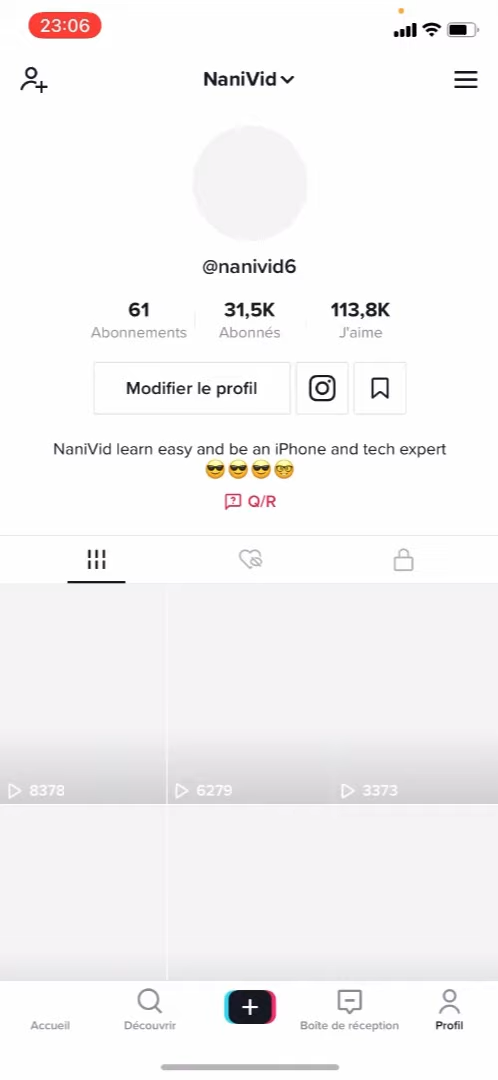 23:06
NaniVid
@nanivid6
61 31,5K 113,8K
Abonnements Abonnés J'aime
Modifier le profil
NaniVid learn easy and be an iPhone and tech expert
😎😎😎🤓
Q/R
8378 6279 3373
Accueil Découvrir Boîte de réception Profil